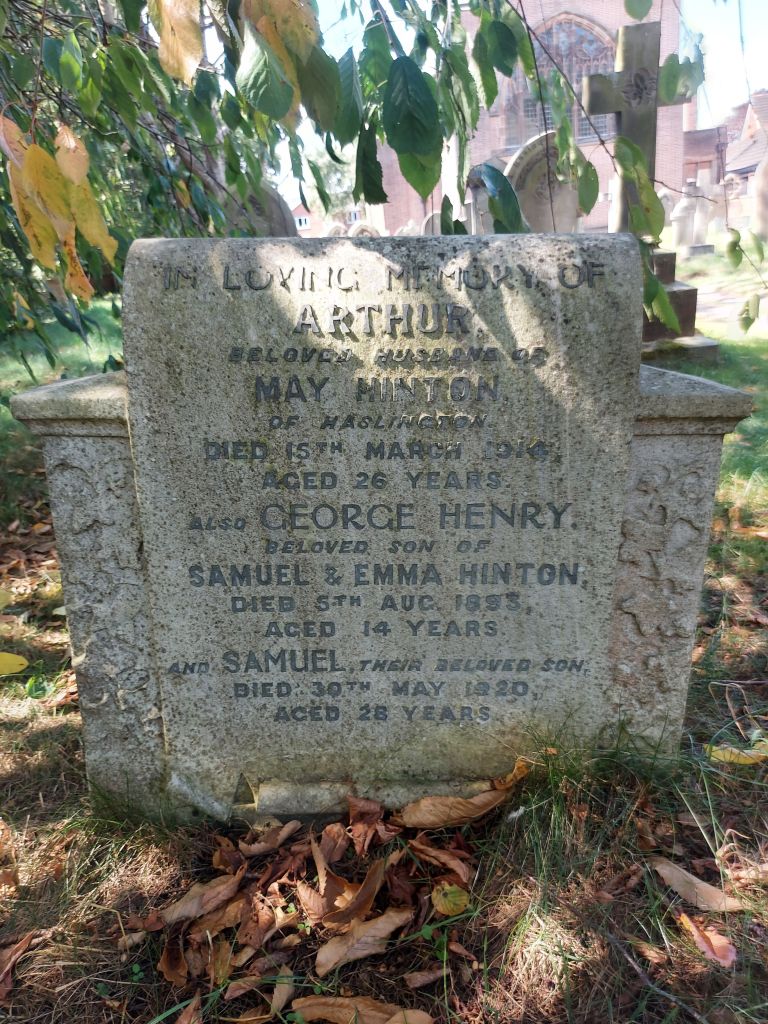 IN LOVING MEMORY OF
ARTHUR.
BELOVED HUSBAND OF
MAY HINTON,
OF HASLINGTON.
DIED 15TH MARCH 1914,
AGED 26 YEARS.
ALSO GEORGE HENRY.
BELOVED SON OF
SAMUEL & EMMA HINTON,
DIED 5TH AUG. 1893,
AGED 14 YEARS.
AND SAMUEL, THEIR BELOVED SON,
DIED 30TH MAY 1920,
AGED 28 YEARS.